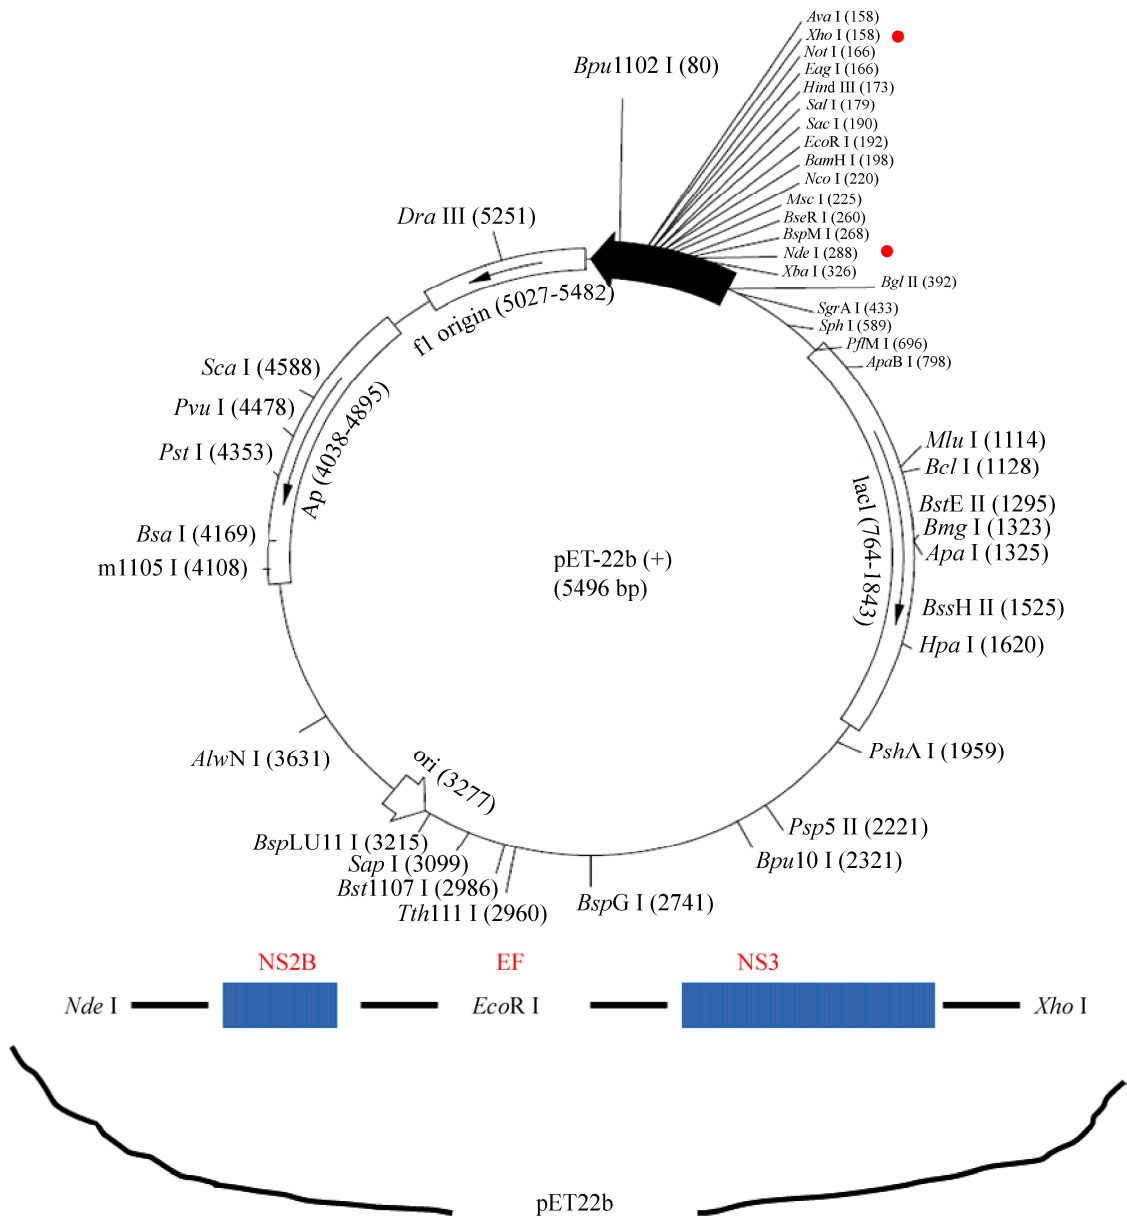 Ava I (158)
Xho I (158)
Not I (166)
Eag I (166)
Hind III (173)
Sal I (179)
Sac I (190)
EcoR I (192)
BamH I (198)
Nco I (220)
Msc I (225)
BseR I (260)
BspM I (268)
Nde I (288)
Xba I (326)
Bgl II (392)
SgrA I (433)
Sph I (589)
PflM I (696)
ApaB I (798)
Bpu1102 I (80)
Dra III (5251)
f1 origin (5027-5482)
Sca I (4588)
Pvu I (4478)
Pst I (4353)
Ap (4038-4895)
Bsa I (4169)
m1105 I (4108)
Mlu I (1114)
Bcl I (1128)
BstE II (1295)
Bmg I (1323)
Apa I (1325)
lacl (764-1843)
BssH II (1525)
Hpa I (1620)
pET-22b (+)
(5496 bp)
PshA I (1959)
Psp5 II (2221)
Bpu10 I (2321)
AlwN I (3631)
ori (3277)
BspLU11 I (3215)
Sap I (3099)
Bst1107 I (2986)
Tth111 I (2960)
BspG I (2741)
NS2B EF NS3
Nde I EcoR I Xho I
pET22b